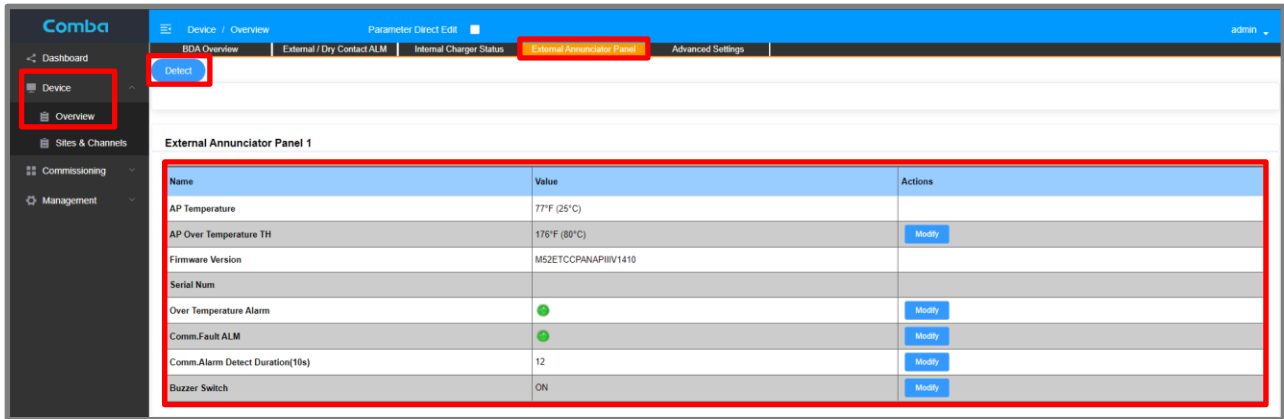 Comba
Device / Overview Parameter Direct Edit admin
BDA Overview External / Dry Contact ALM Internal Charger Status External Annunciator Panel Advanced Settings
Dashboard
Detect
Device
Overview
Sites & Channels
External Annunciator Panel 1
Commissioning
Management
Name Value Actions
AP Temperature 77°F (25°C)
AP Over Temperature TH 176°F (80°C) Modify
Firmware Version M52ETCCPANAPIIIV1410
Serial Num
Over Temperature Alarm Modify
Comm.Fault ALM Modify
Comm.Alarm Detect Duration(10s) 12 Modify
Buzzer Switch ON Modify